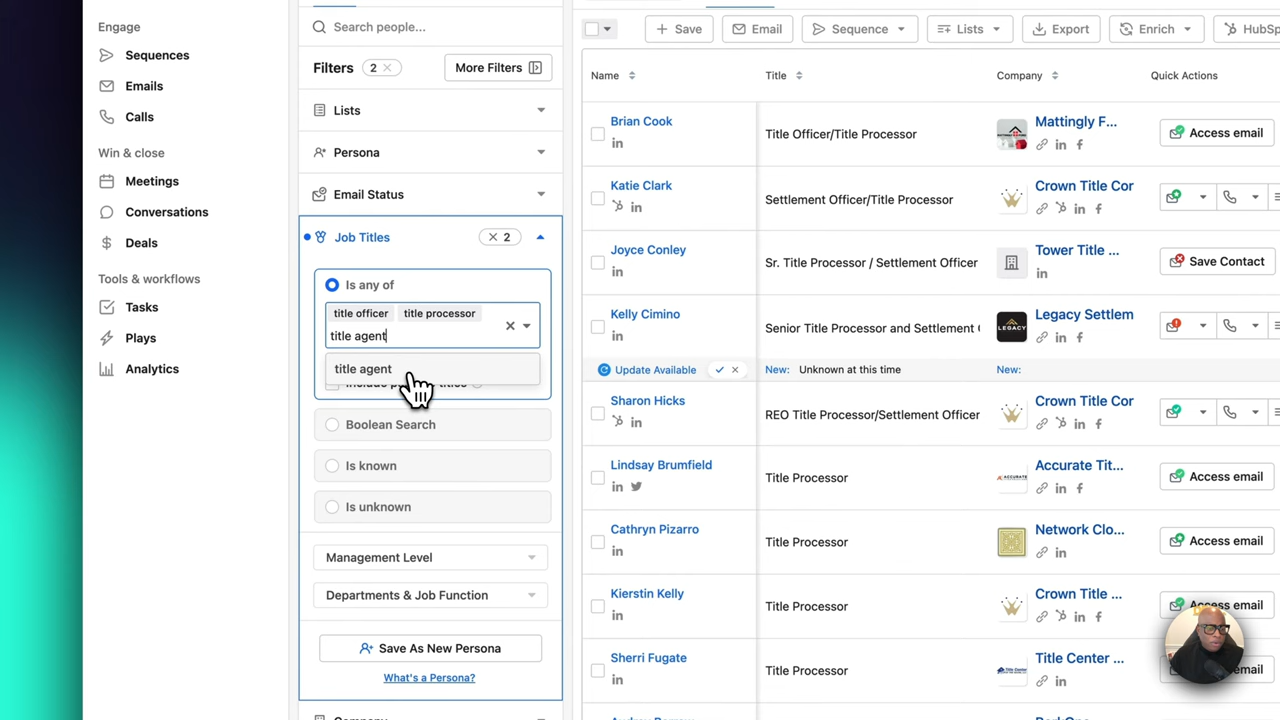 Engage
Sequences
Emails
Calls
Win & close
Meetings
Conversations
Deals
Tools & workflows
Tasks
Plays
Analytics
Search people...
Filters
2
More Filters
Lists
Persona
Email Status
Job Titles
2
Is any of
title officer
title processor
title agent
title agent
Boolean Search
Is known
Is unknown
Management Level
Departments & Job Function
Save As New Persona
What's a Persona?
Save
Email
Sequence
Lists
Export
Enrich
HubSp
Name
Title
Company
Quick Actions
Brian Cook
Title Officer/Title Processor
Mattingly F...
Access email
Katie Clark
Settlement Officer/Title Processor
Crown Title Cor
Joyce Conley
Sr. Title Processor / Settlement Officer
Tower Title ...
Save Contact
Kelly Cimino
Senior Title Processor and Settlement
Legacy Settlem
LEGACY
Update Available
New: Unknown at this time
New:
Sharon Hicks
REO Title Processor/Settlement Officer
Crown Title Cor
Lindsay Brumfield
Title Processor
Accurate Tit...
Access email
Cathryn Pizarro
Title Processor
Network Clo...
Access email
Kierstin Kelly
Title Processor
Crown Title ...
Access email
Sherri Fugate
Title Processor
Title Center ...